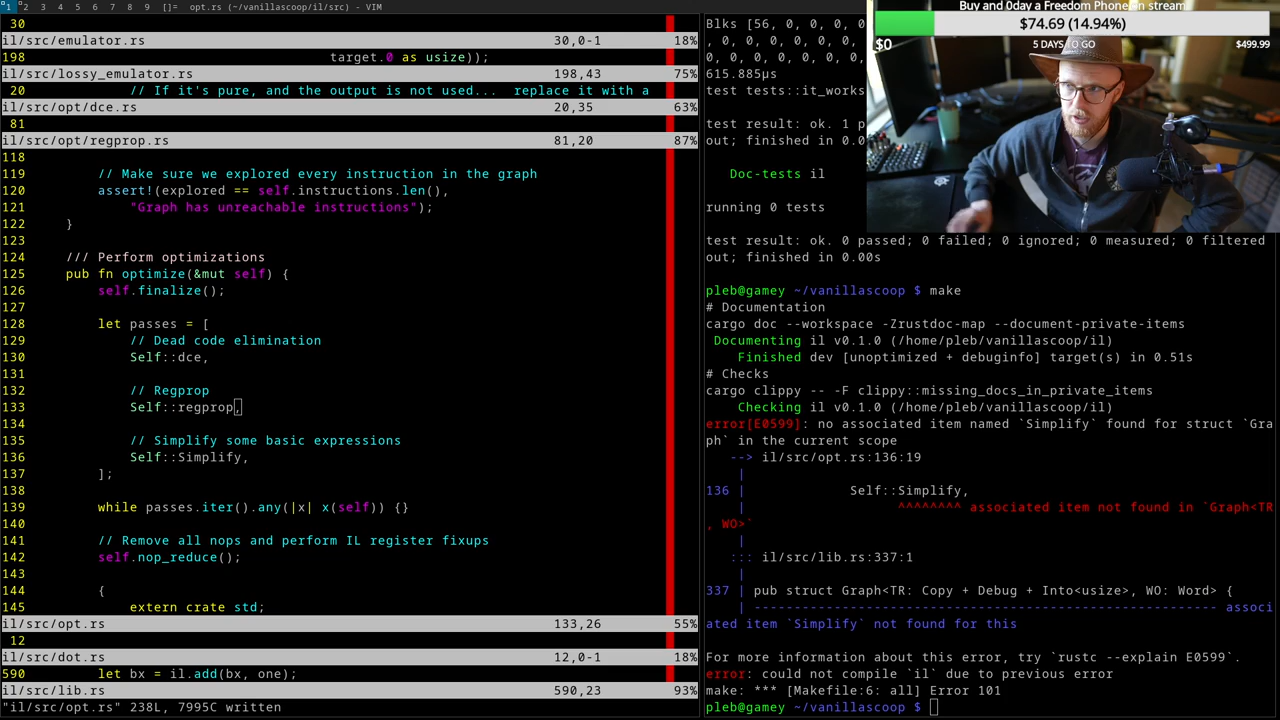 1 2 3 4 5 6 7 8 9 []= opt.rs (~/vanillascoop/il/src) - VIM
30
il/src/emulator.rs 30,0-1 18%
198 target.0 as usize));
il/src/lossy_emulator.rs 198,43 75%
20 // If it's pure, and the output is not used... replace it with a
il/src/opt/dce.rs 20,35 63%
81
il/src/opt/regprop.rs 81,20 87%
118
119 // Make sure we explored every instruction in the graph
120 assert!(explored == self.instructions.len(),
121 "Graph has unreachable instructions");
122 }
123
124 /// Perform optimizations
125 pub fn optimize(&mut self) {
126 self.finalize();
127
128 let passes = [
129 // Dead code elimination
130 Self::dce,
131
132 // Regprop
133 Self::regprop,
134
135 // Simplify some basic expressions
136 Self::Simplify,
137 ];
138
139 while passes.iter().any(|x| x(self)) {}
140
141 // Remove all nops and perform IL register fixups
142 self.nop_reduce();
143
144 {
145 extern crate std;
il/src/opt.rs 133,26 55%
12
il/src/dot.rs 12,0-1 18%
590 let bx = il.add(bx, one);
il/src/lib.rs 590,23 93%
"il/src/opt.rs" 238L, 7995C written
Blks [56, 0, 0, 0, 0
, 0, 0, 0, 0, 0, 0,
0, 0, 0, 0, 0, 0, 0
615.885µs
test tests::it_works
test result: ok. 1 p
out; finished in 0.0
Doc-tests il
running 0 tests
test result: ok. 0 passed; 0 failed; 0 ignored; 0 measured; 0 filtered
out; finished in 0.00s
pleb@gamey ~/vanillascoop $ make
# Documentation
cargo doc --workspace -Zrustdoc-map --document-private-items
Documenting il v0.1.0 (/home/pleb/vanillascoop/il)
Finished dev [unoptimized + debuginfo] target(s) in 0.51s
# Checks
cargo clippy -- -F clippy::missing_docs_in_private_items
Checking il v0.1.0 (/home/pleb/vanillascoop/il)
error[E0599]: no associated item named `Simplify` found for struct `Gra
ph` in the current scope
--> il/src/opt.rs:136:19
|
136 | Self::Simplify,
| ^^^^^^^^ associated item not found in `Graph<TR
, WO>`
|
::: il/src/lib.rs:337:1
|
337 | pub struct Graph<TR: Copy + Debug + Into<usize>, WO: Word> {
| ---------------------------------------------------------- associ
ated item `Simplify` not found for this
For more information about this error, try `rustc --explain E0599`.
error: could not compile `il` due to previous error
make: *** [Makefile:6: all] Error 101
pleb@gamey ~/vanillascoop $
Buy and 0day a Freedom Phone in stream
$74.69 (14.94%)
$0 5 DAYS TO GO $499.99